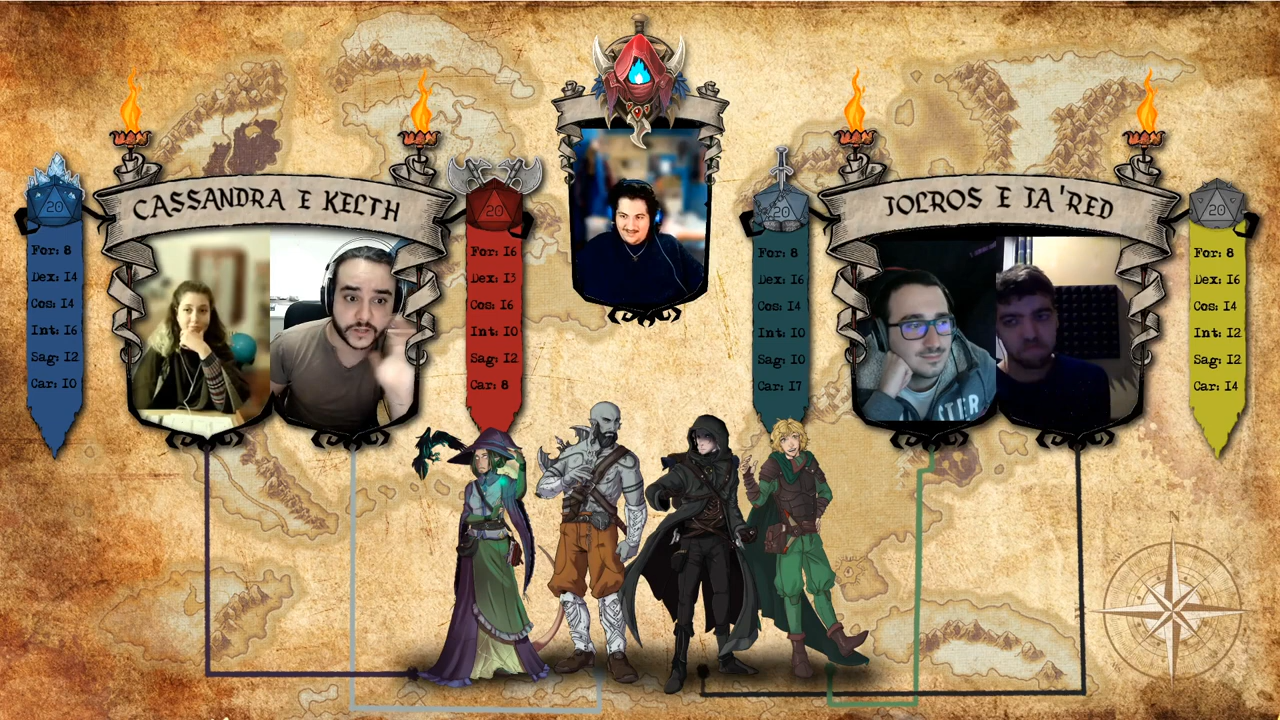 CASSANDRA E KELTH
JOLROS E JA'RED
20
For: 8
Dex: 14
Cos: 14
Int: 16
Sag: 12
Car: 10
20
For: 16
Dex: 13
Cos: 16
Int: 10
Sag: 12
Car: 8
20
For: 8
Dex: 16
Cos: 14
Int: 10
Sag: 10
Car: 17
20
For: 8
Dex: 16
Cos: 14
Int: 12
Sag: 12
Car: 14
STER
N